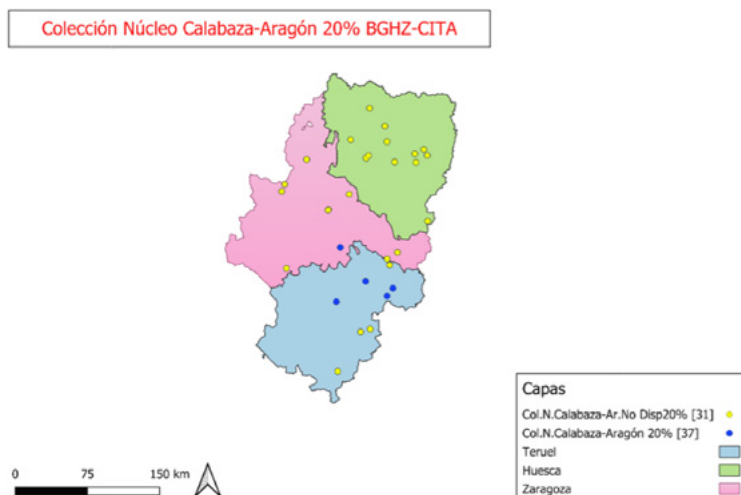 Colección Núcleo Calabaza-Aragón 20% BGHZ-CITA
Capas
Col.N.Calabaza-Ar.No Disp20% [31]
Col.N.Calabaza-Aragón 20% [37]
Teruel
Huesca
Zaragoza
0 75 150 km